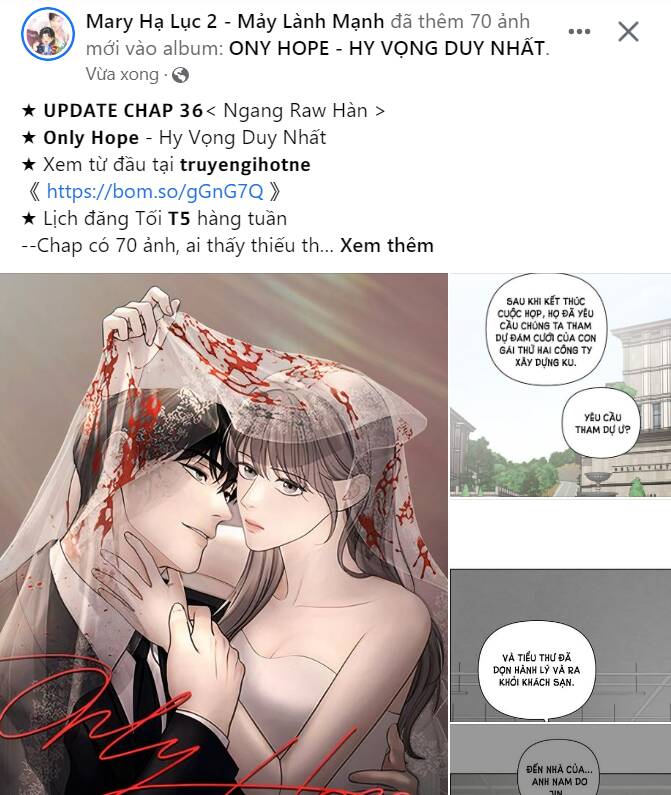 Mary Hạ Lục 2 - Mảy Lành Mạnh đã thêm 70 ảnh
mới vào album: ONY HOPE - HY VỌNG DUY NHẤT.
Vừa xong ·
★ UPDATE CHAP 36< Ngang Raw Hàn >
★ Only Hope - Hy Vọng Duy Nhất
★ Xem từ đầu tại truyengihotne
《 https://bom.so/gGnG7Q 》
★ Lịch đăng Tối T5 hàng tuần
--Chap có 70 ảnh, ai thấy thiếu th... Xem thêm
SAU KHI KẾT THÚC
CUỘC HỌP, HỌ ĐÃ YÊU
CẦU CHÚNG TA THAM
DỰ ĐÁM CƯỚI CỦA CON
GÁI THỨ HAI CÔNG TY
XÂY DỰNG KU.
YÊU CẦU
THAM DỰ Ư?
VÀ TIỂU THƯ ĐÃ
DỌN HÀNH LÝ VÀ RA
KHỎI KHÁCH SẠN.
ĐẾN NHÀ CỦA...
ANH NAM DO
JIN
Only Hope